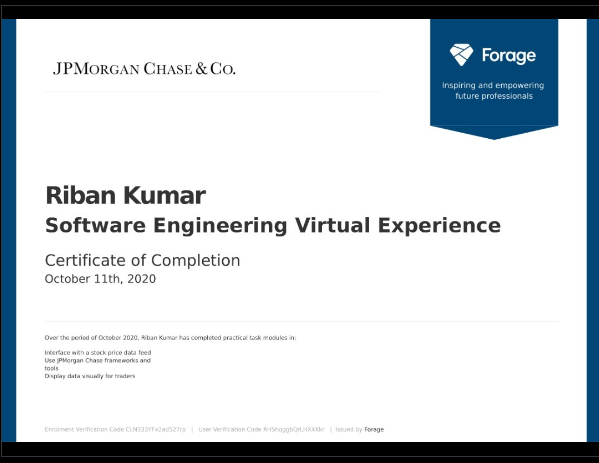 JPMORGAN CHASE & CO.
Forage
Inspiring and empowering
future professionals
Riban Kumar
Software Engineering Virtual Experience
Certificate of Completion
October 11th, 2020
Over the period of October 2020, Riban Kumar has completed practical task modules in:
Interface with a stock price data feed
Use JPMorgan Chase frameworks and
tools
Display data visually for traders
Enrolment Verification Code | User Verification Code | Issued by Forage